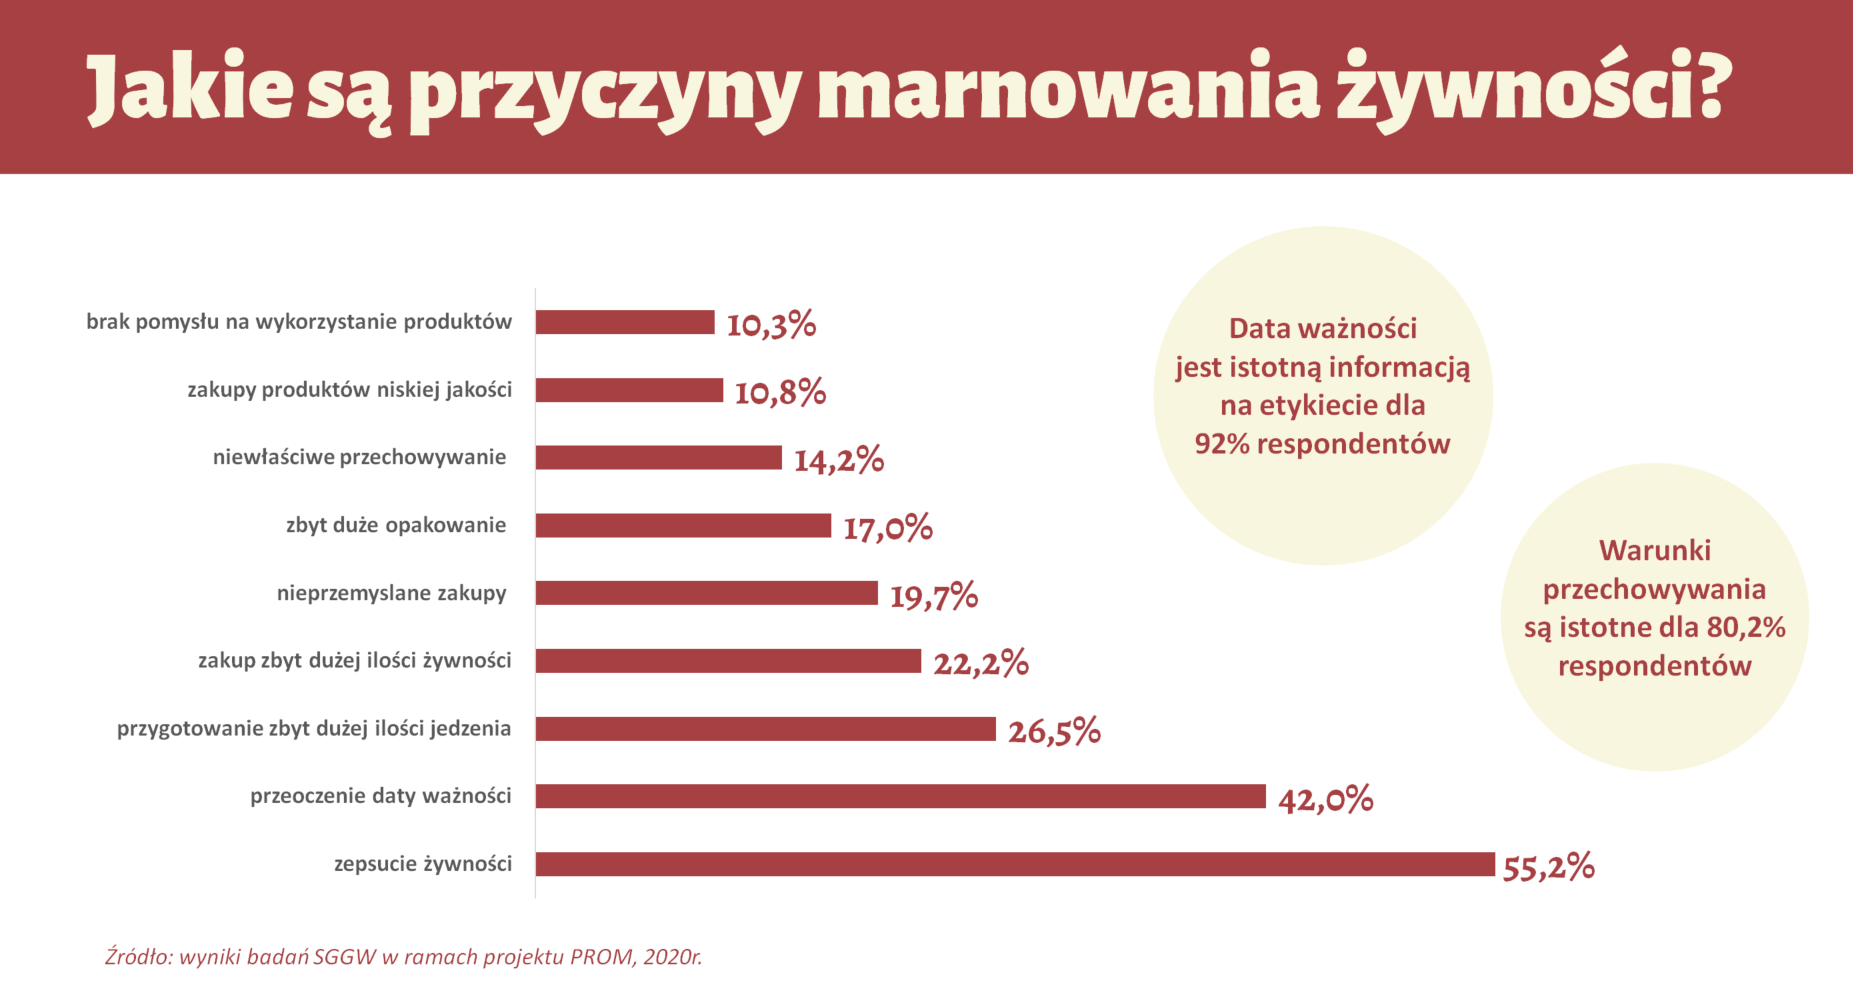 Jakie są przyczyny marnowania żywności?
brak pomysłu na wykorzystanie produktów 10,3%
zakupy produktów niskiej jakości 10,8%
niewłaściwe przechowywanie 14,2%
zbyt duże opakowanie 17,0%
nieprzemyslane zakupy 19,7%
zakup zbyt dużej ilości żywności 22,2%
przygotowanie zbyt dużej ilości jedzenia 26,5%
przeoczenie daty ważności 42,0%
zepsucie żywności 55,2%
Data ważności
jest istotną informacją
na etykiecie dla
92% respondentów
Warunki
przechowywania
są istotne dla 80,2%
respondentów
Źródło: wyniki badań SGGW w ramach projektu PROM, 2020r.